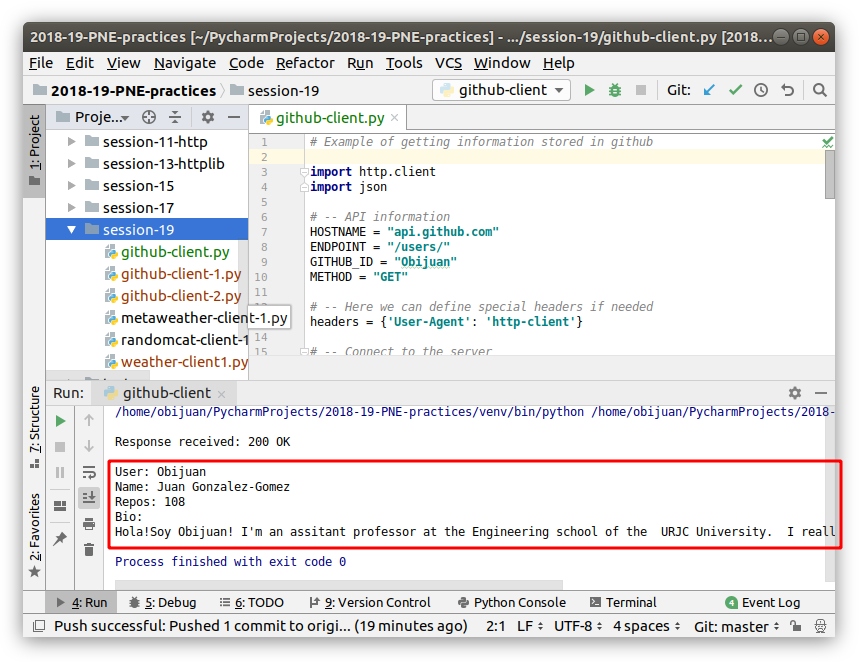 2018-19-PNE-practices [~/PycharmProjects/2018-19-PNE-practices] - .../session-19/github-client.py [2018...
File Edit View Navigate Code Refactor Run Tools VCS Window Help
2018-19-PNE-practices session-19 github-client Git:
1: Project
Proje...
github-client.py
session-11-http
session-13-httplib
session-15
session-17
session-19
github-client.py
github-client-1.py
github-client-2.py
metaweather-client-1.py
randomcat-client-1
weather-client1.py
1 # Example of getting information stored in github
2
3 import http.client
4 import json
5
6 # -- API information
7 HOSTNAME = "api.github.com"
8 ENDPOINT = "/users/"
9 GITHUB_ID = "Obijuan"
10 METHOD = "GET"
11
# -- Here we can define special headers if needed
headers = {'User-Agent': 'http-client'}
14
15 # -- Connect to the server
Run: github-client
7: Structure
2: Favorites
/home/obijuan/PycharmProjects/2018-19-PNE-practices/venv/bin/python /home/obijuan/PycharmProjects/2018-
Response received: 200 OK
User: Obijuan
Name: Juan Gonzalez-Gomez
Repos: 108
Bio:
Hola!Soy Obijuan! I'm an assitant professor at the Engineering school of the  URJC University.  I reall
Process finished with exit code 0
4: Run 5: Debug 6: TODO 9: Version Control Python Console Terminal 4 Event Log
Push successful: Pushed 1 commit to origi... (19 minutes ago) 2:1 LF UTF-8 4 spaces Git: master